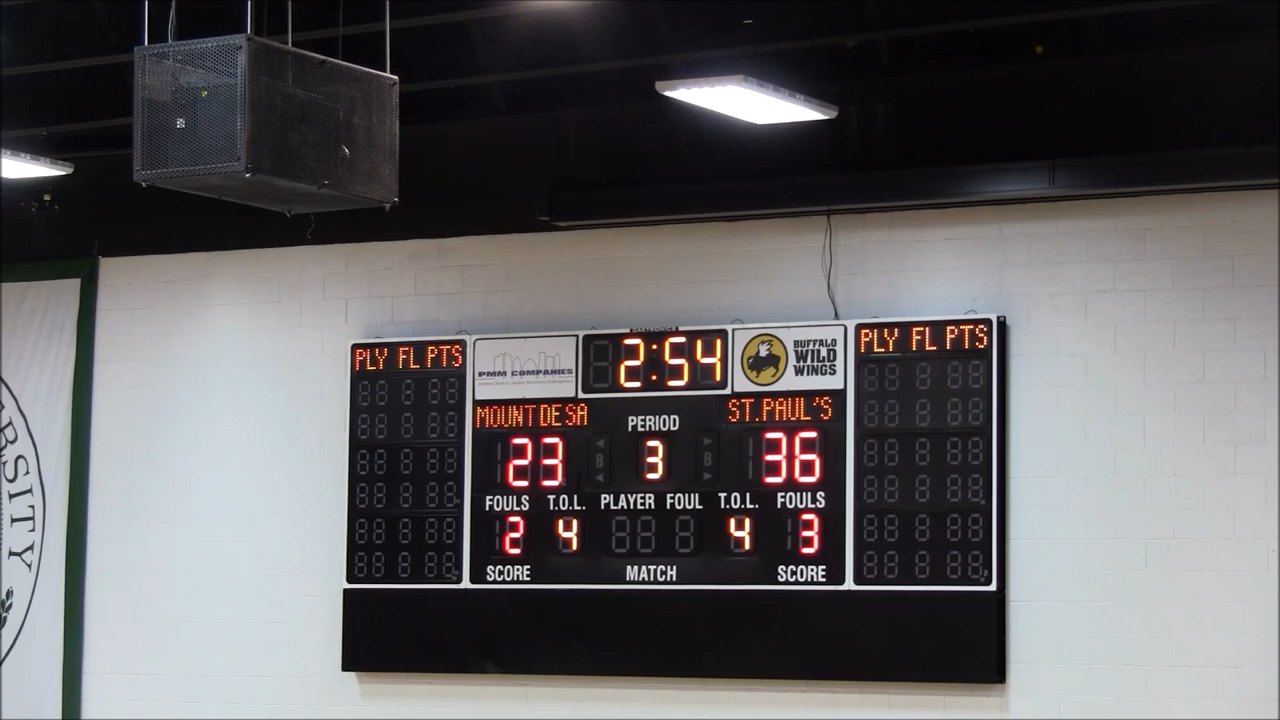 PLY FL PTS
PMM COMPANIES
2:54
BUFFALO
WILD
WINGS
PLY FL PTS
MOUNT DE SA
PERIOD
ST.PAUL'S
23
B
3
B
36
FOULS T.O.L. PLAYER FOUL T.O.L. FOULS
2 4 4 3
SCORE MATCH SCORE
RSITY